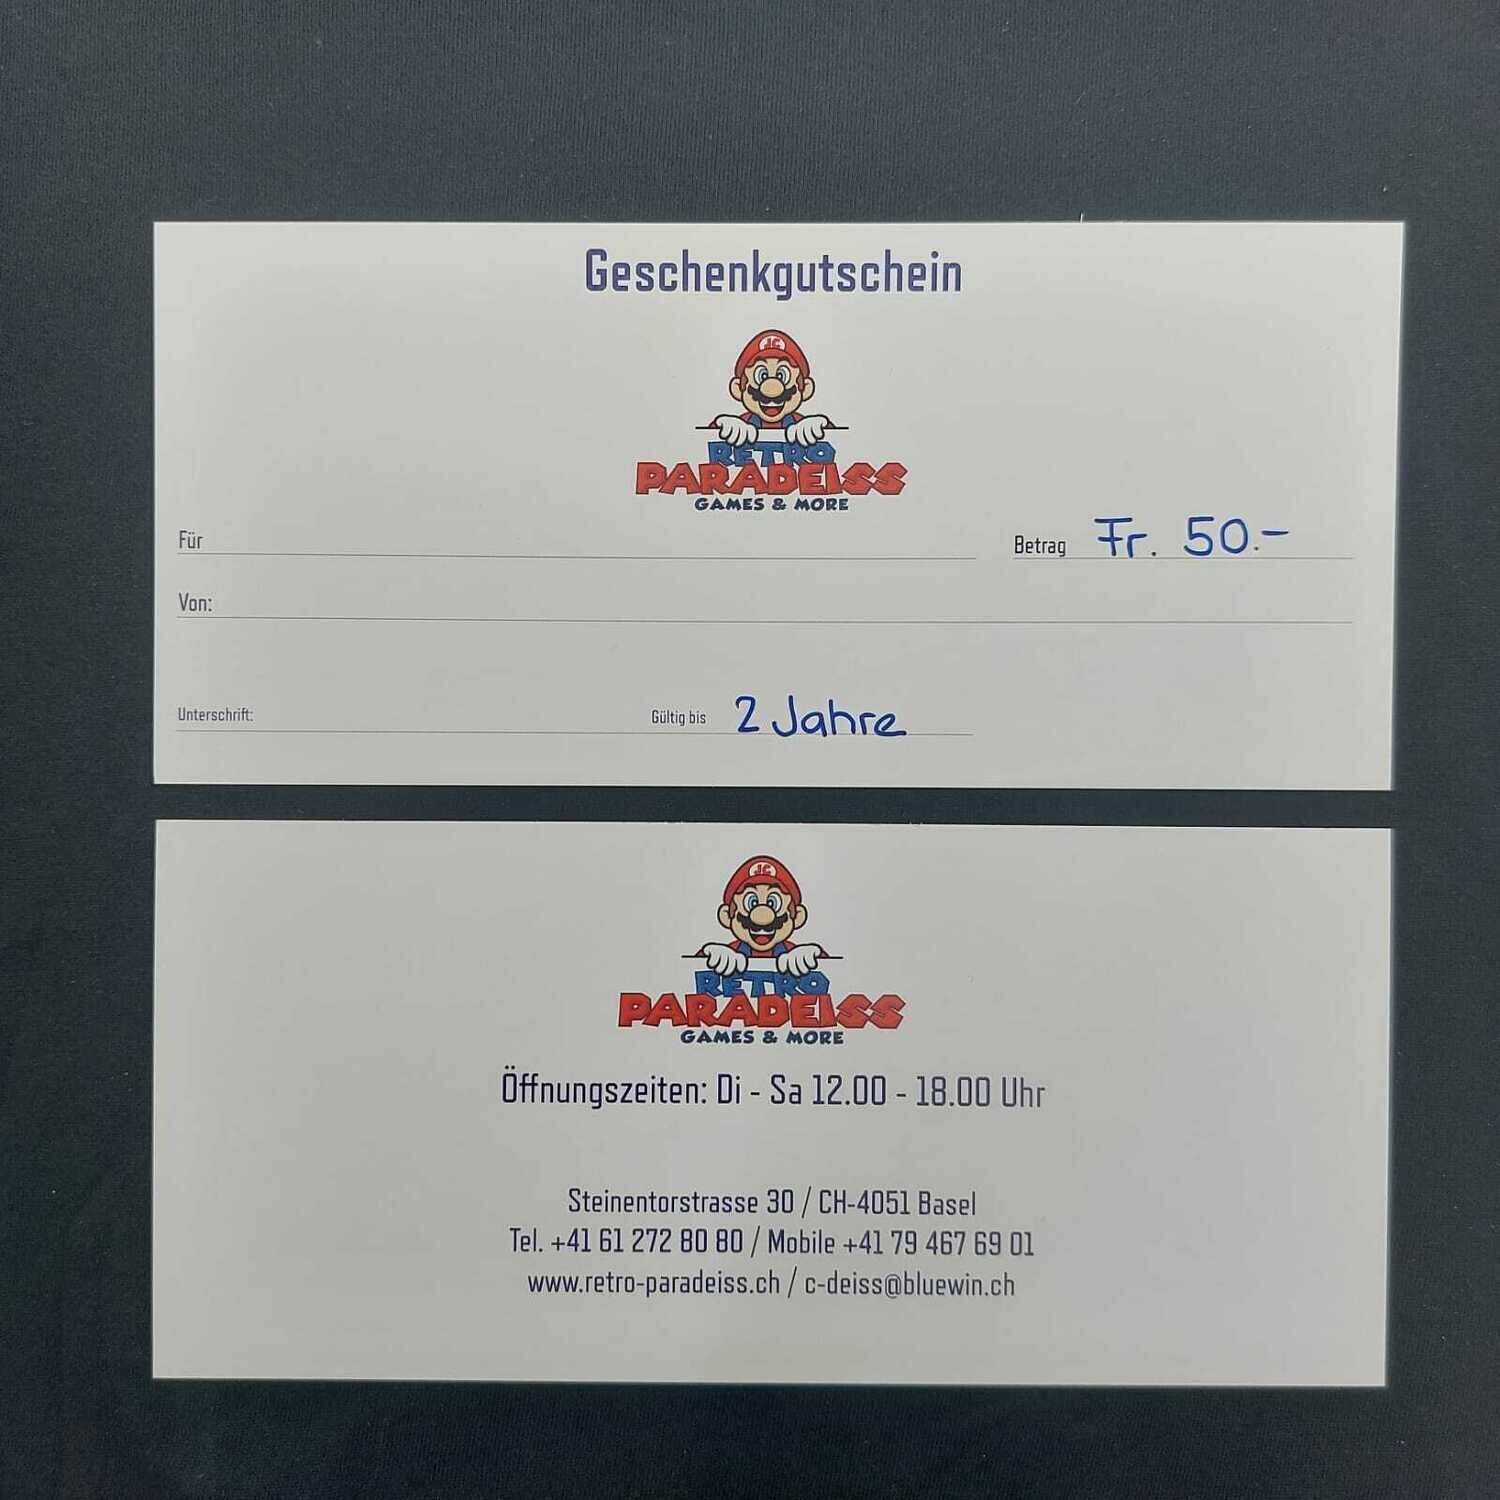 Geschenkgutschein
JC
RETRO
PARADEISS
GAMES & MORE
Für
Betrag Fr. 50.-
Von:
Unterschrift:
Gültig bis 2 Jahre
JC
RETRO
PARADEISS
GAMES & MORE
Öffnungszeiten: Di - Sa 12.00 - 18.00 Uhr
Steinentorstrasse 30 / CH-4051 Basel
Tel. +41 61 272 80 80 / Mobile +41 79 467 69 01
www.retro-paradeiss.ch / c-deiss@bluewin.ch